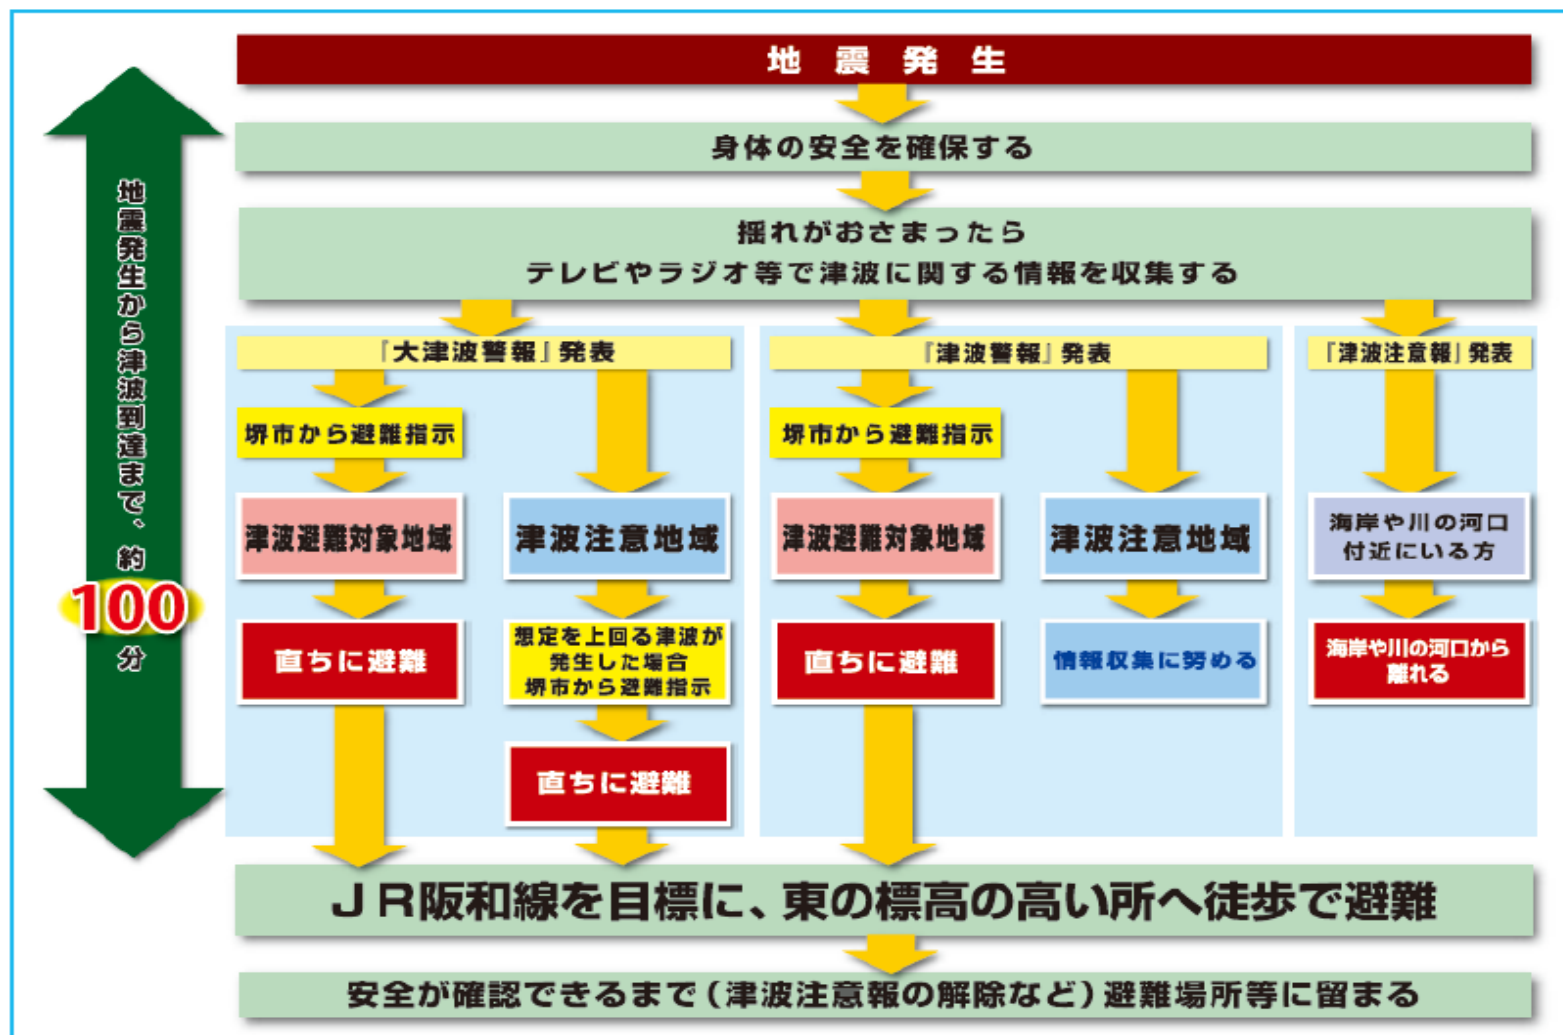 地震発生
身体の安全を確保する
揺れがおさまったら
テレビやラジオ等で津波に関する情報を収集する
地震発生から津波到達まで、約
100
分
『大津波警報』発表
堺市から避難指示
津波避難対象地域
直ちに避難
津波注意地域
想定を上回る津波が
発生した場合
堺市から避難指示
直ちに避難
『津波警報』発表
堺市から避難指示
津波避難対象地域
直ちに避難
津波注意地域
情報収集に努める
『津波注意報』発表
海岸や川の河口
付近にいる方
海岸や川の河口から
離れる
JR阪和線を目標に、東の標高の高い所へ徒歩で避難
安全が確認できるまで(津波注意報の解除など)避難場所等に留まる